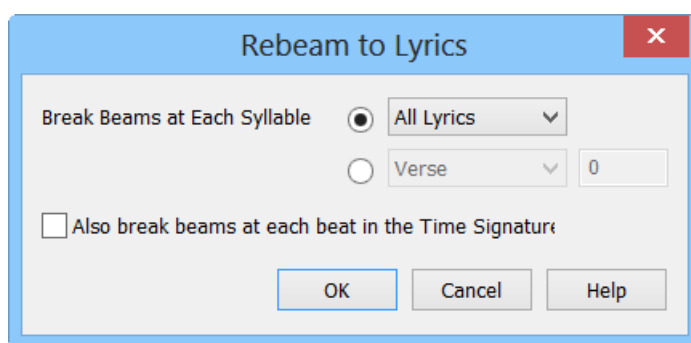 Rebeam to Lyrics
Break Beams at Each Syllable All Lyrics
Verse 0
Also break beams at each beat in the Time Signature
OK Cancel Help